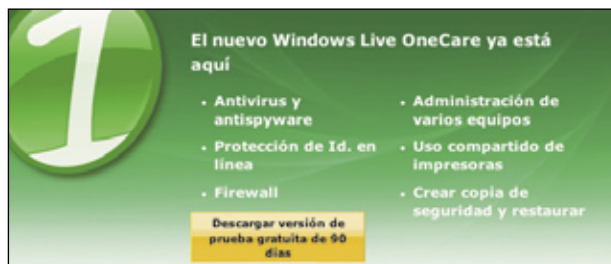 1
El nuevo Windows Live OneCare ya está
aquí
• Antivirus y
antispyware
• Protección de Id. en
línea
• Firewall
• Administración de
varios equipos
• Uso compartido de
impresoras
• Crear copia de
seguridad y restaurar
Descargar versión de
prueba gratuita de 90
días